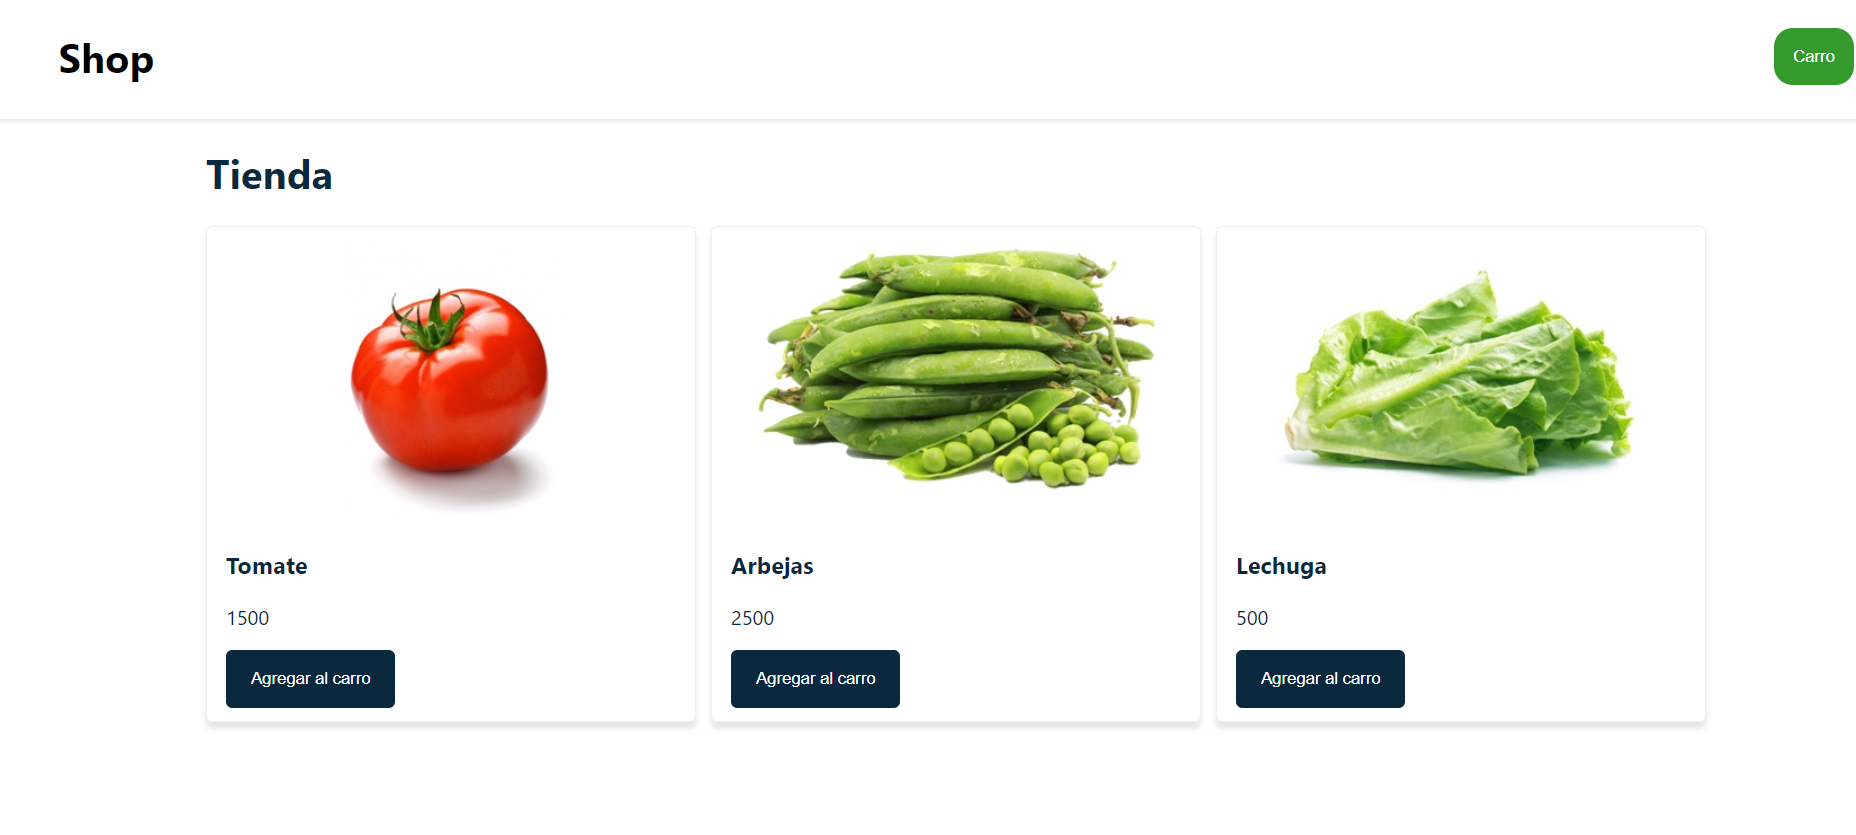 Shop
Carro
Tienda
Tomate
Arbejas
Lechuga
1500
2500
500
Agregar al carro
Agregar al carro
Agregar al carro